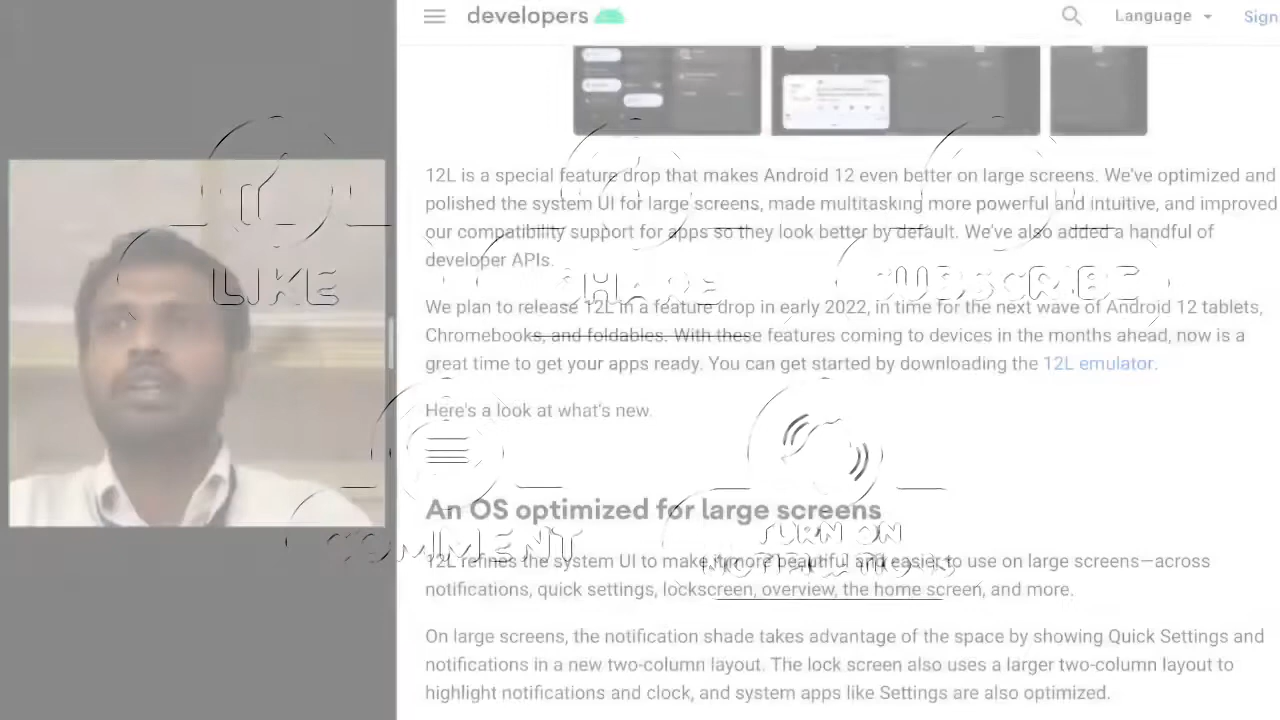 developers
Language
Sign
12L is a special feature drop that makes Android 12 even better on large screens. We've optimized and
polished the system UI for large screens, made multitasking more powerful and intuitive, and improved
our compatibility support for apps so they look better by default. We've also added a handful of
developer APIs.
LIKE
SHARE
SUBSCRIBE
We plan to release 12L in a feature drop in early 2022, in time for the next wave of Android 12 tablets,
Chromebooks, and foldables. With these features coming to devices in the months ahead, now is a
great time to get your apps ready. You can get started by downloading the 12L emulator.
Here's a look at what's new.
An OS optimized for large screens
COMMENT
TURN ON
NOTIFICATIONS
12L refines the system UI to make it more beautiful and easier to use on large screens—across
notifications, quick settings, lockscreen, overview, the home screen, and more.
On large screens, the notification shade takes advantage of the space by showing Quick Settings and
notifications in a new two-column layout. The lock screen also uses a larger two-column layout to
highlight notifications and clock, and system apps like Settings are also optimized.